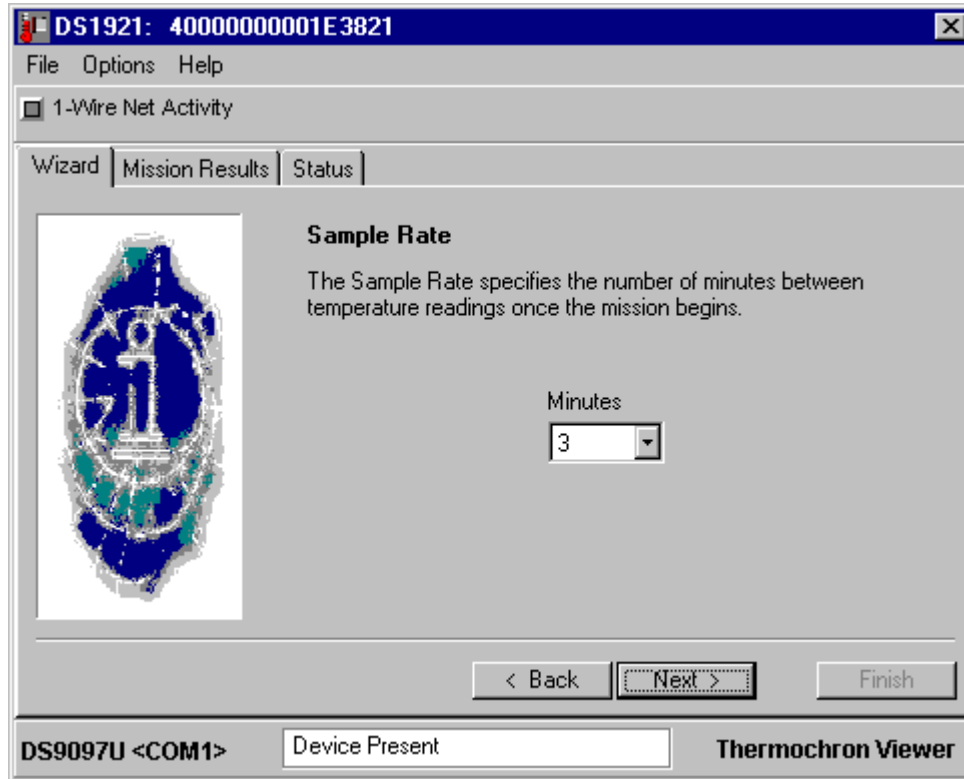 DS1921: 40000000001E3821
File Options Help
1-Wire Net Activity
Wizard Mission Results Status
Sample Rate
The Sample Rate specifies the number of minutes between
temperature readings once the mission begins.
Minutes
3
< Back Next > Finish
DS9097U <COM1> Device Present Thermochron Viewer